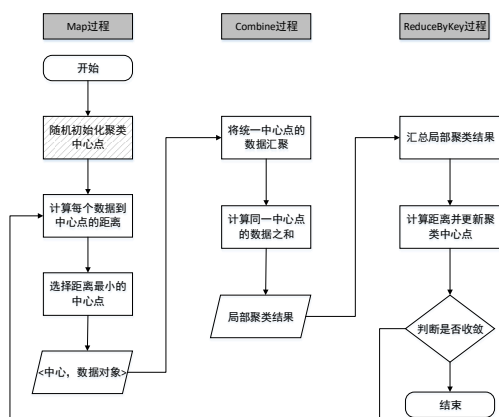 Map过程
开始
随机初始化聚类
中心点
计算每个数据到
中心点的距离
选择距离最小的
中心点
<中心，数据对象>
Combine过程
将统一中心点的
数据汇聚
计算同一中心点
的数据之和
局部聚类结果
ReduceByKey过程
汇总局部聚类结果
计算距离并更新聚
类中心点
判断是否收敛
结束